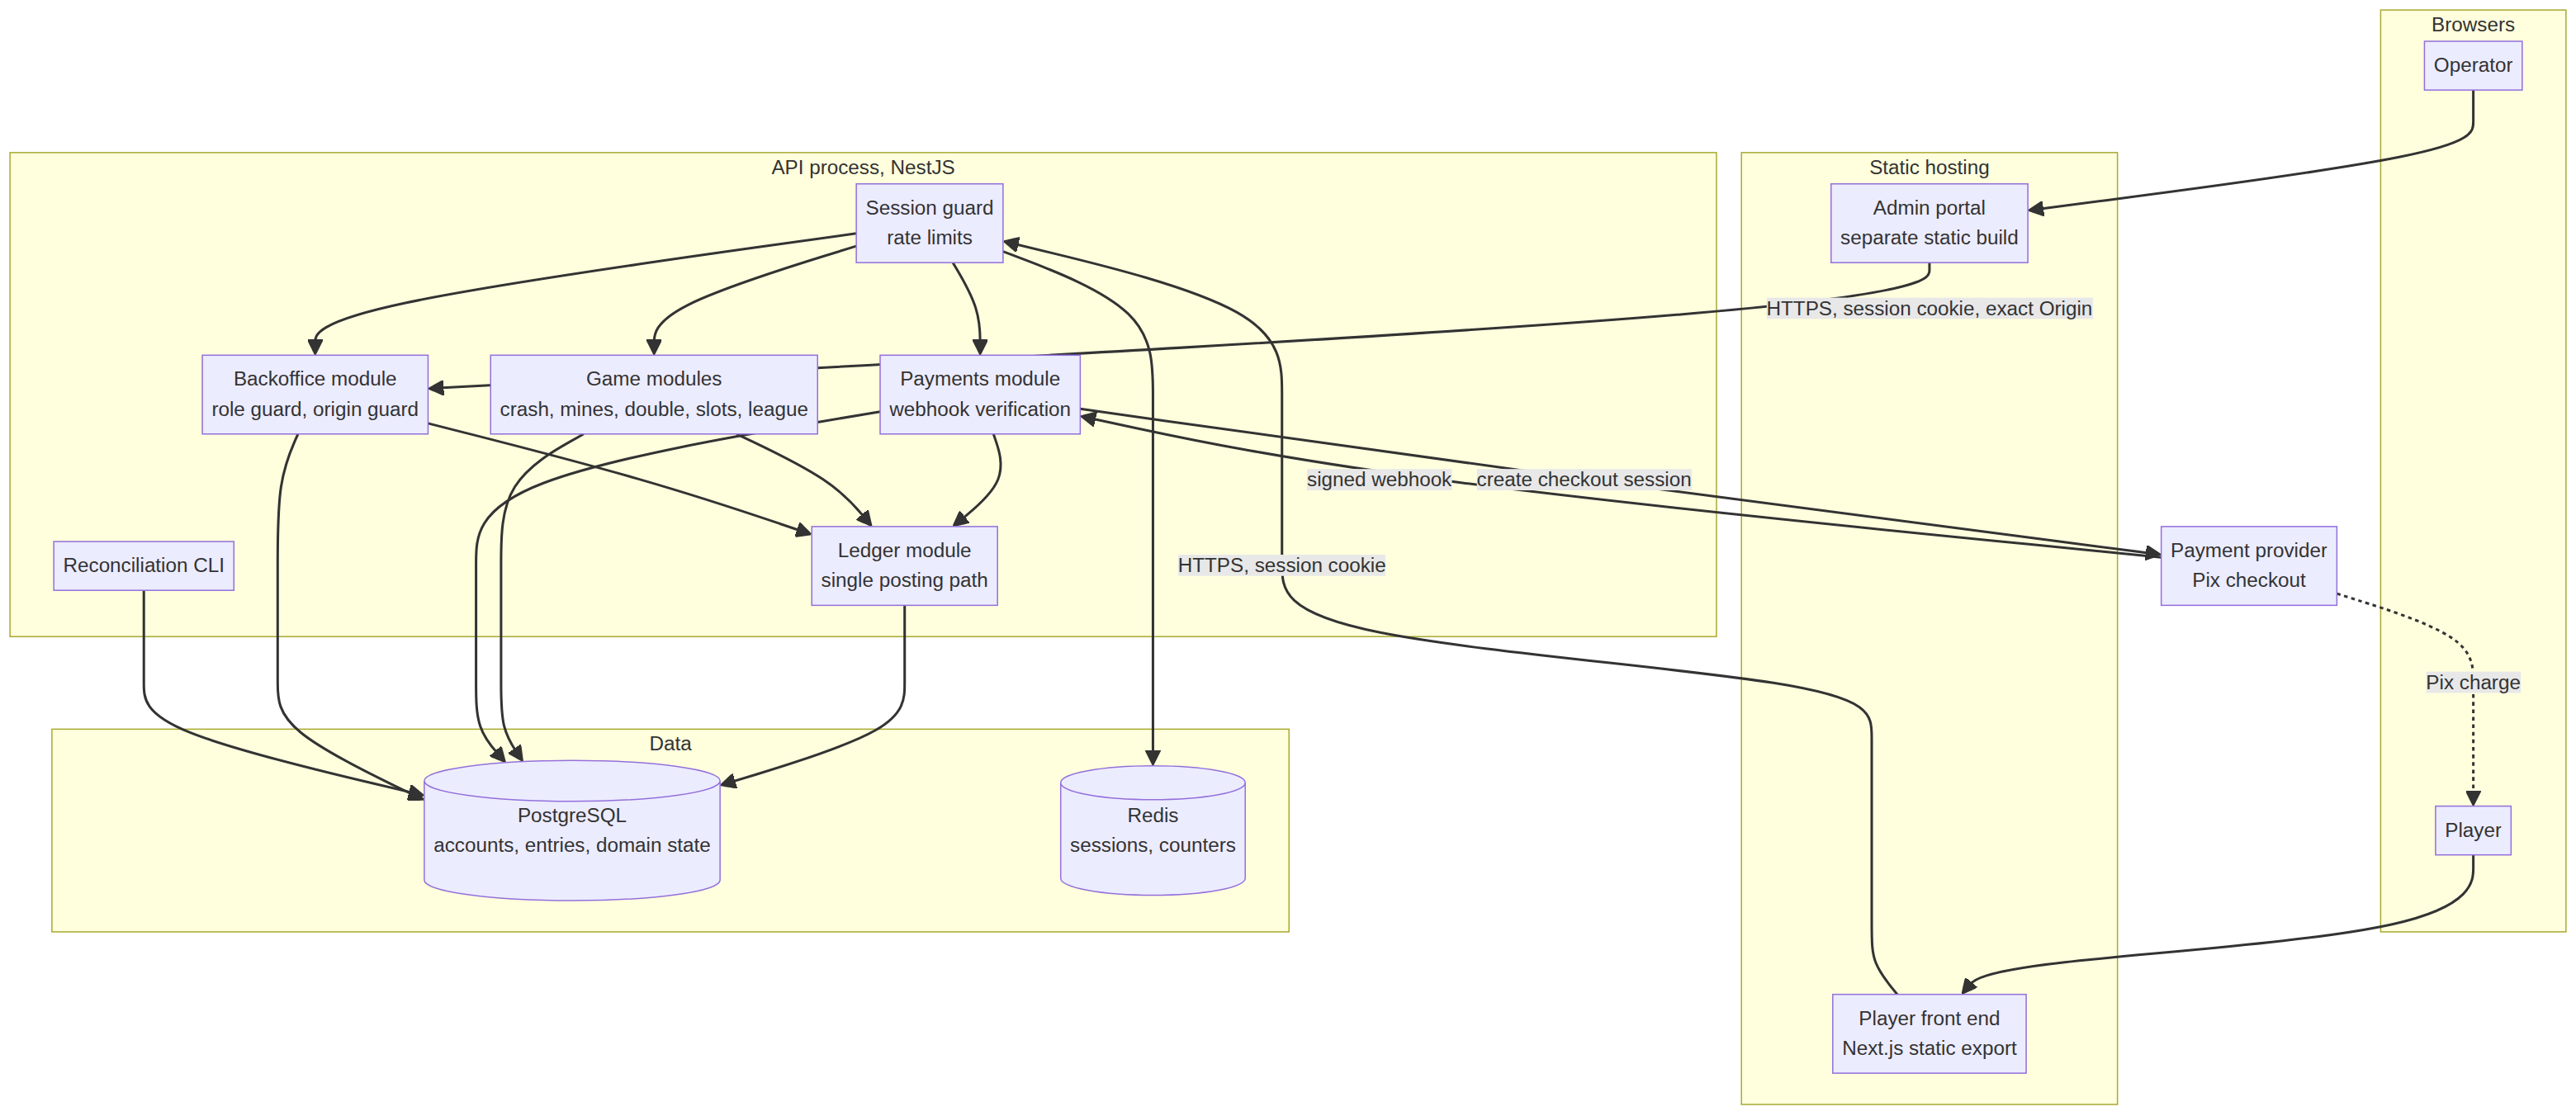 Browsers
Operator
API process, NestJS
Static hosting
Session guard
rate limits
Admin portal
separate static build
HTTPS, session cookie, exact Origin
Backoffice module
role guard, origin guard
Game modules
crash, mines, double, slots, league
Payments module
webhook verification
signed webhook
create checkout session
Reconciliation CLI
Ledger module
single posting path
HTTPS, session cookie
Payment provider
Pix checkout
Pix charge
Data
PostgreSQL
accounts, entries, domain state
Redis
sessions, counters
Player
Player front end
Next.js static export